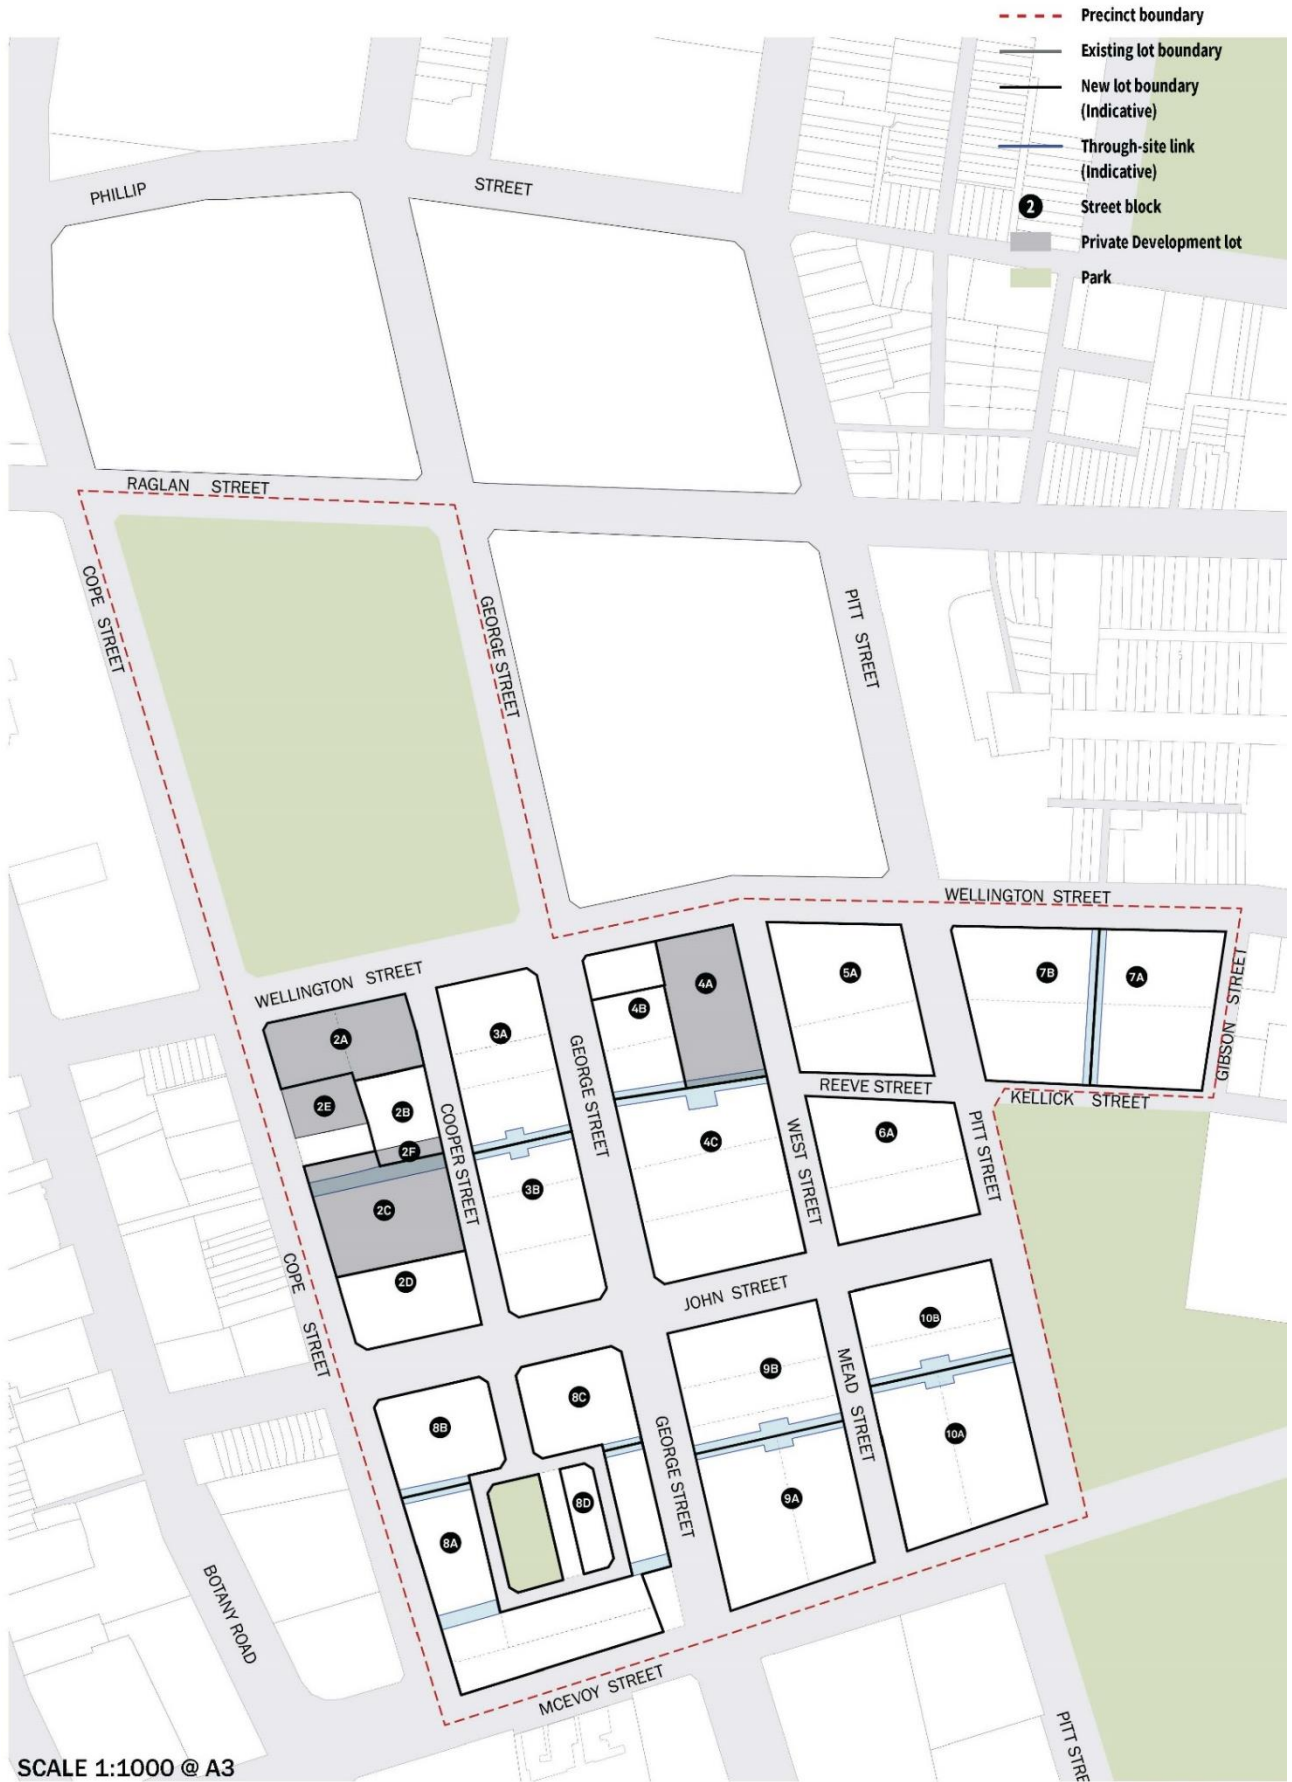 Precinct boundary
Existing lot boundary
New lot boundary
(Indicative)
Through-site link
(Indicative)
2
Street block
Private Development lot
Park
PHILLIP
STREET
RAGLAN STREET
COPE STREET
GEORGE STREET
PITT STREET
WELLINGTON STREET
WELLINGTON STREET
GIBSON STREET
KELLICK STREET
REEVE STREET
5A
7B
7A
4A
4B
3A
2A
2E
2B
2F
2C
2D
3B
4C
6A
COOPER STREET
GEORGE STREET
WEST STREET
PITT STREET
COPE STREET
JOHN STREET
10B
9B
MEAD STREET
8C
8B
10A
9A
8D
8A
GEORGE STREET
BOTANY ROAD
MCEVOY STREET
PITT STRE
SCALE 1:1000 @ A3